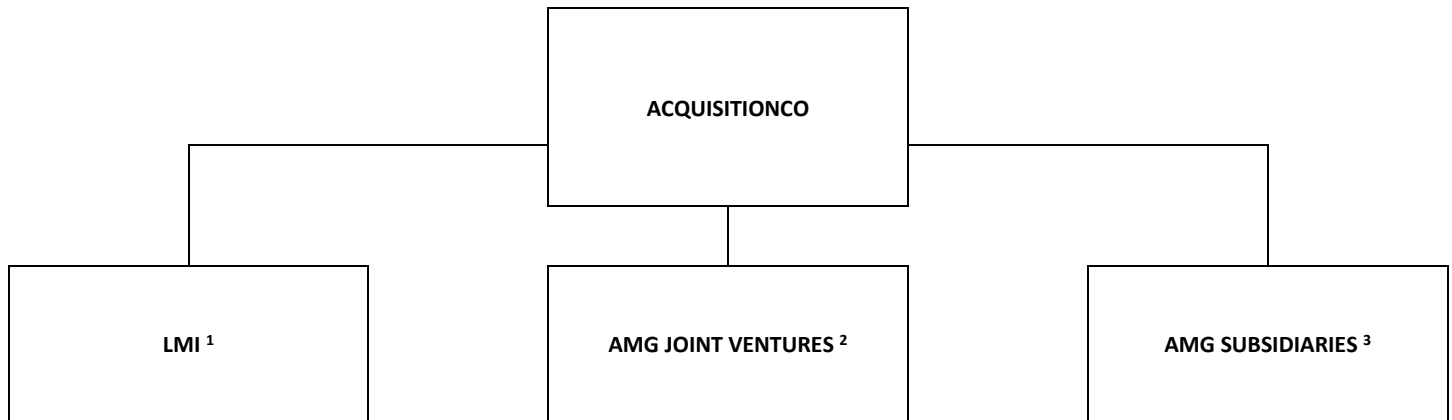 ACQUISITIONCO
LMI ¹
AMG JOINT VENTURES ²
AMG SUBSIDIARIES ³